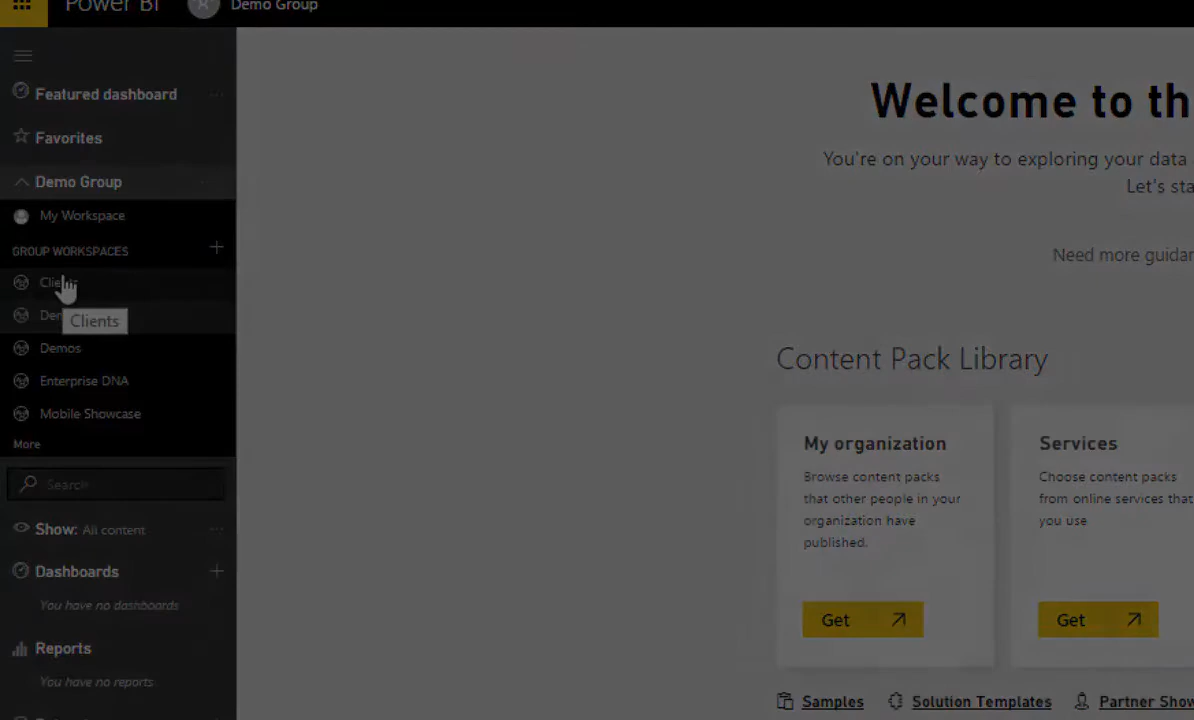 Power BI
Demo Group
Featured dashboard
Favorites
Demo Group
My Workspace
GROUP WORKSPACES
Clients
Clients
Demos
Enterprise DNA
Mobile Showcase
More
Search
Show: All content
Dashboards
You have no dashboards
Reports
You have no reports
Welcome to th
You're on your way to exploring your data
Let's sta
Need more guidan
Content Pack Library
My organization
Browse content packs
that other people in your
organization have
published.
Get
Services
Choose content packs
from online services that
you use
Get
Samples
Solution Templates
Partner Show